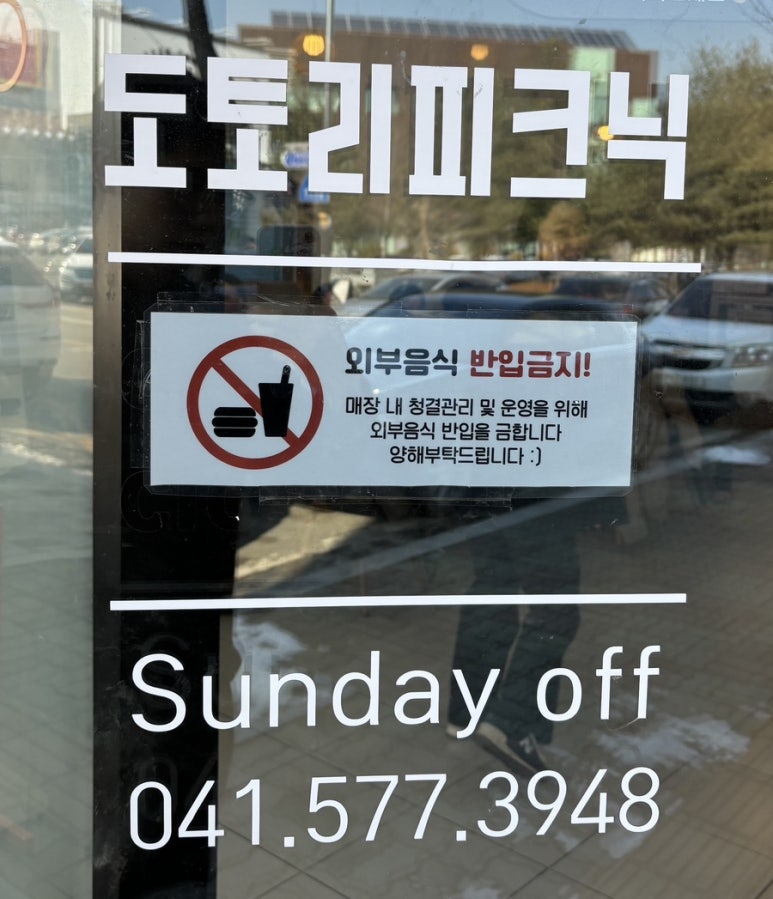 도토리피크닉
외부음식 반입금지!
매장 내 청결관리 및 운영을 위해
외부음식 반입을 금합니다
양해부탁드립니다 :)
Sunday off
041.577.3948